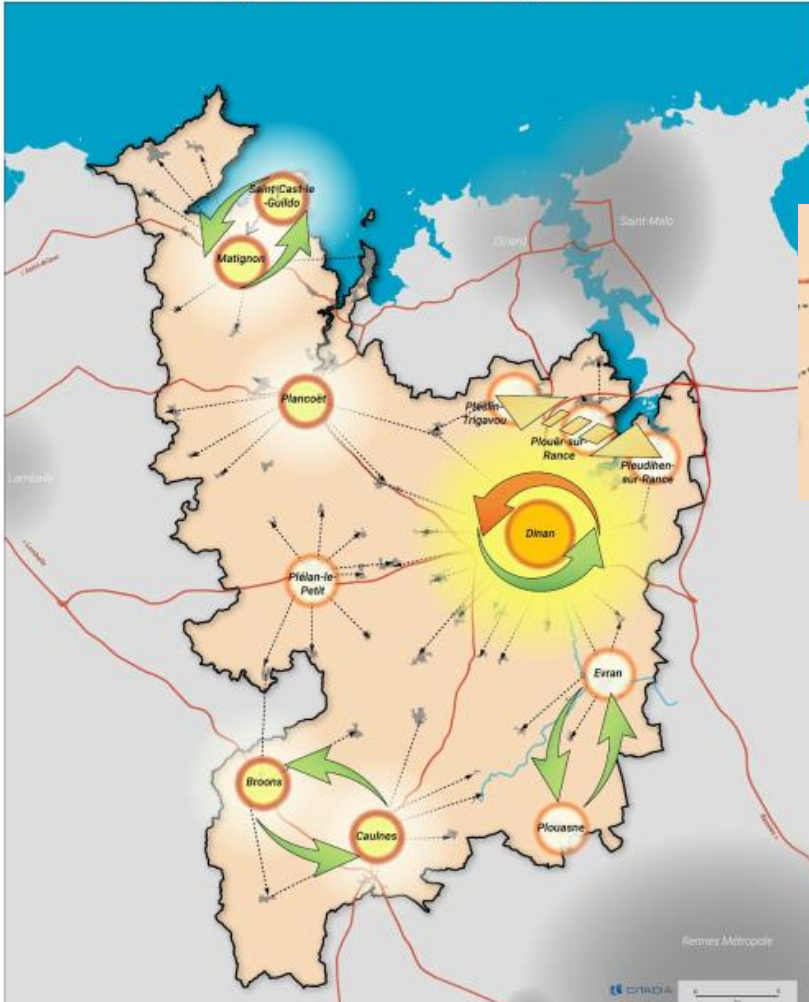 Saint-Cast-le
-Guildo
Matignon
Dinard
Saint-Malo
Plancoët
Pleslin-
Trigavou
Plouër-sur-
Rance
Pleudihen-
sur-Rance
Lamballe
Dinan
Plélan-le-
Petit
Evran
Broons
Caulnes
Plouasne
Rennes Métropole
CITADIA